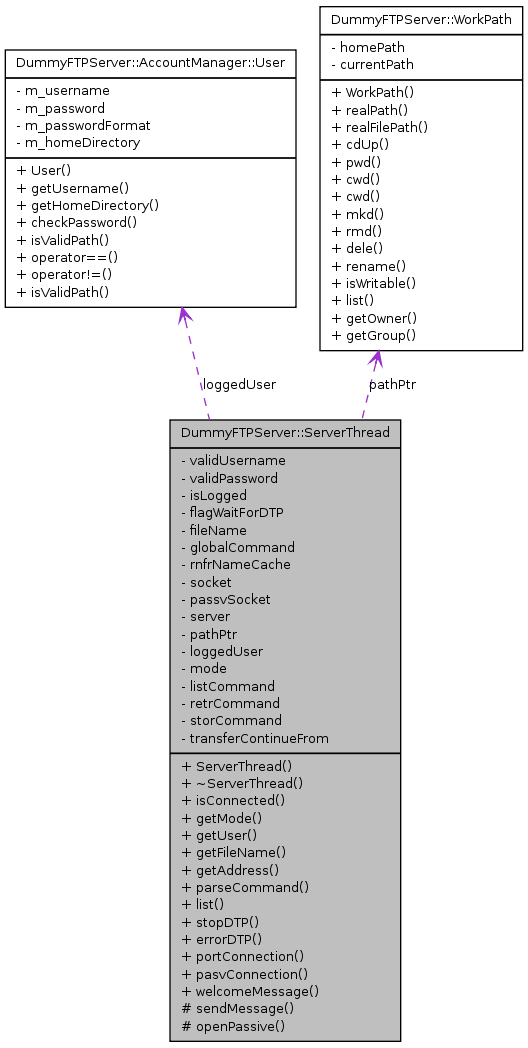 DummyFTPServer::AccountManager::User
- m_username
- m_password
- m_passwordFormat
- m_homeDirectory
+ User()
+ getUsername()
+ getHomeDirectory()
+ checkPassword()
+ isValidPath()
+ operator==()
+ operator!=()
+ isValidPath()
DummyFTPServer::WorkPath
- homePath
- currentPath
+ WorkPath()
+ realPath()
+ realFilePath()
+ cdUp()
+ pwd()
+ cwd()
+ cwd()
+ mkd()
+ rmd()
+ dele()
+ rename()
+ isWritable()
+ list()
+ getOwner()
+ getGroup()
loggedUser
pathPtr
DummyFTPServer::ServerThread
- validUsername
- validPassword
- isLogged
- flagWaitForDTP
- fileName
- globalCommand
- rnfrNameCache
- socket
- passvSocket
- server
- pathPtr
- loggedUser
- mode
- listCommand
- retrCommand
- storCommand
- transferContinueFrom
+ ServerThread()
+ ~ServerThread()
+ isConnected()
+ getMode()
+ getUser()
+ getFileName()
+ getAddress()
+ parseCommand()
+ list()
+ stopDTP()
+ errorDTP()
+ portConnection()
+ pasvConnection()
+ welcomeMessage()
# sendMessage()
# openPassive()